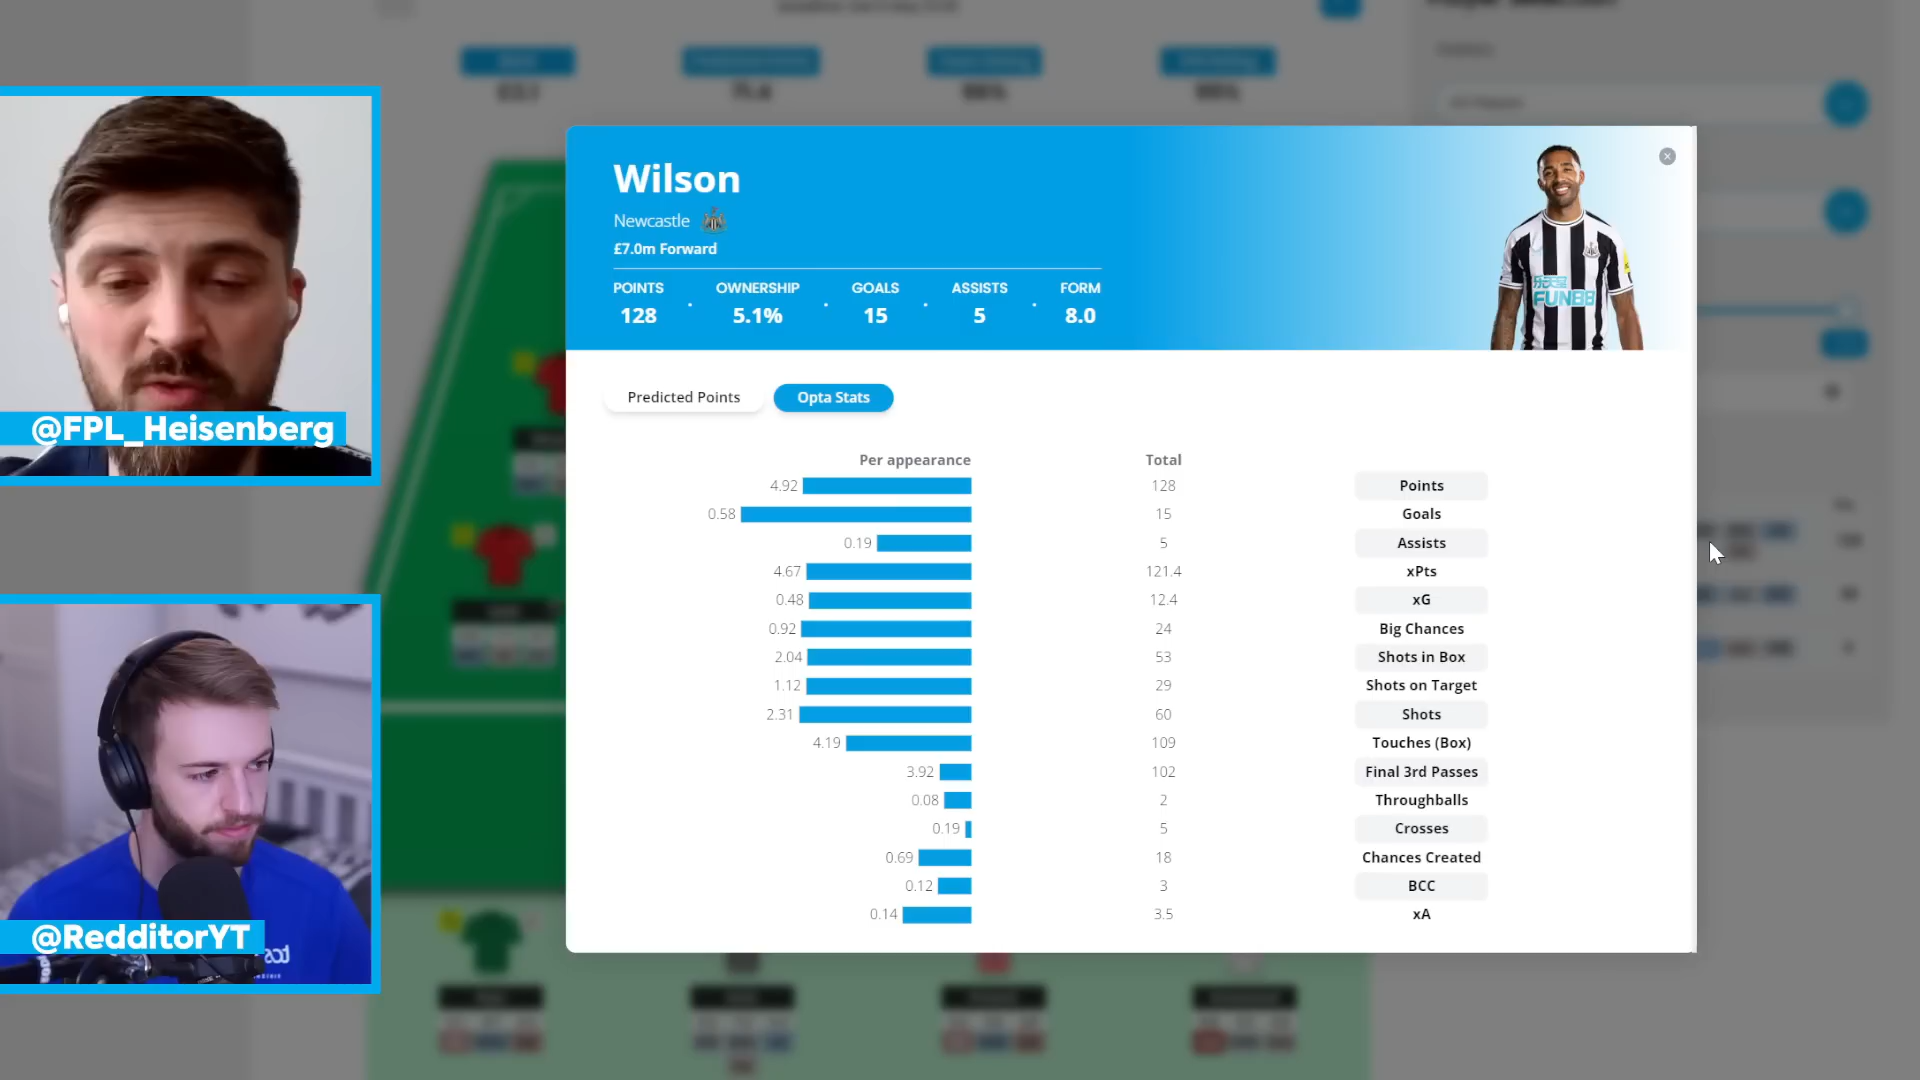 @FPL_Heisenberg
@RedditorYT
Wilson
Newcastle
£7.0m Forward
POINTS OWNERSHIP GOALS ASSISTS FORM
128 5.1% 15 5 8.0
FUN88
Predicted Points Opta Stats
Per appearance Total
4.92 128 Points
0.58 15 Goals
0.19 5 Assists
4.67 121.4 xPts
0.48 12.4 xG
0.92 24 Big Chances
2.04 53 Shots in Box
1.12 29 Shots on Target
2.31 60 Shots
4.19 109 Touches (Box)
3.92 102 Final 3rd Passes
0.08 2 Throughballs
0.19 5 Crosses
0.69 18 Chances Created
0.12 3 BCC
0.14 3.5 xA